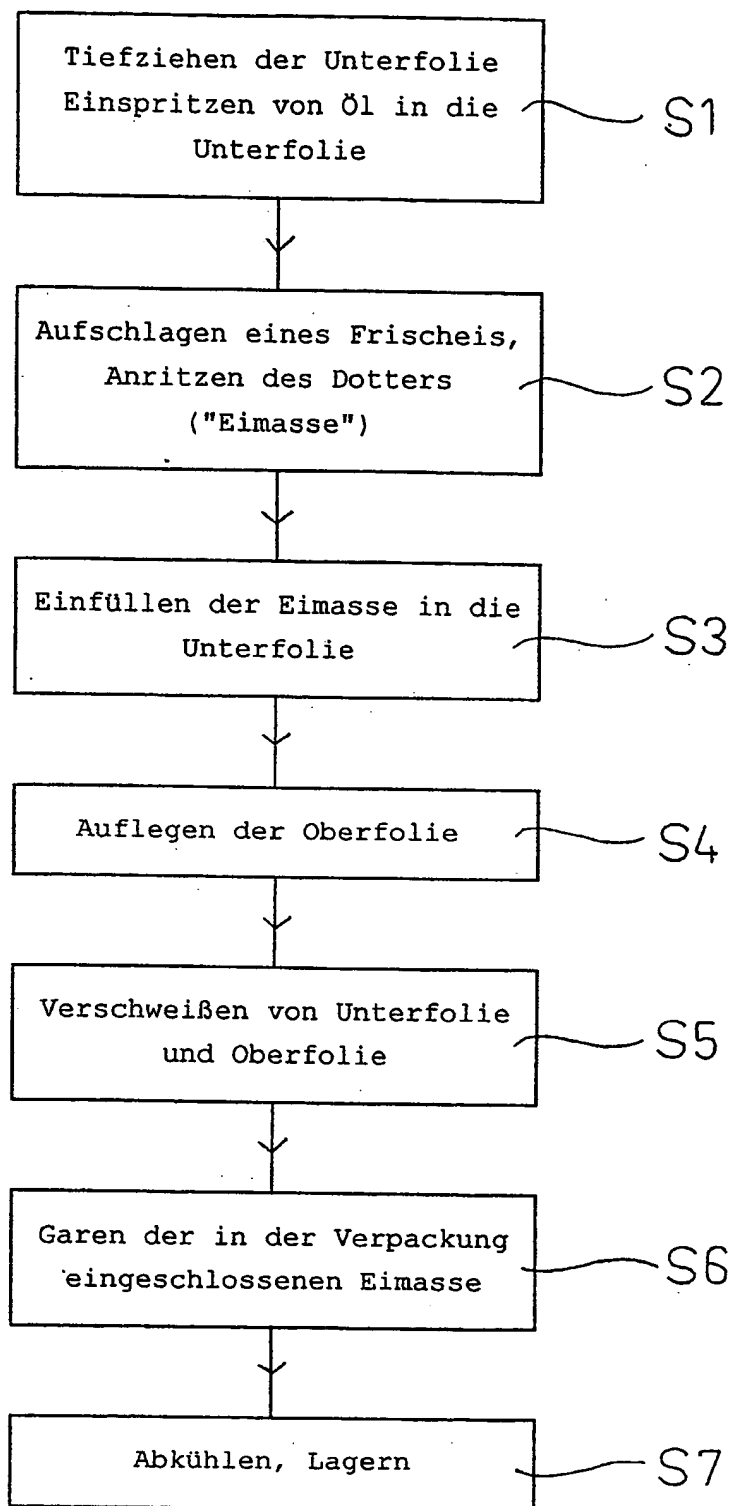 Tiefziehen der Unterfolie
Einspritzen von Öl in die
Unterfolie
S1
Aufschlagen eines Frischeis,
Anritzen des Dotters
("Eimasse")
S2
Einfüllen der Eimasse in die
Unterfolie
S3
Auflegen der Oberfolie
S4
Verschweißen von Unterfolie
und Oberfolie
S5
Garen der in der Verpackung
eingeschlossenen Eimasse
S6
Abkühlen, Lagern
S7